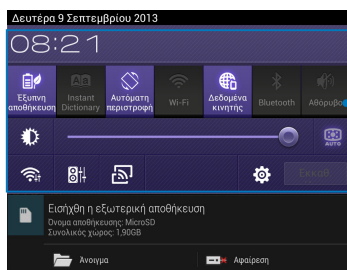 Δευτέρα 9 Σεπτεμβρίου 2013
08:21
Έξυπνη αποθήκευση
Instant Dictionary
Αυτόματη περιστροφή
Wi-Fi
Δεδομένα κινητής
Bluetooth
Αθόρυβο
AUTO
Εκκαθ
Εισήχθη η εξωτερική αποθήκευση
Όνομα αποθήκευσης: MicroSD
Συνολικός χώρος: 1,90GB
Άνοιγμα
Αφαίρεση